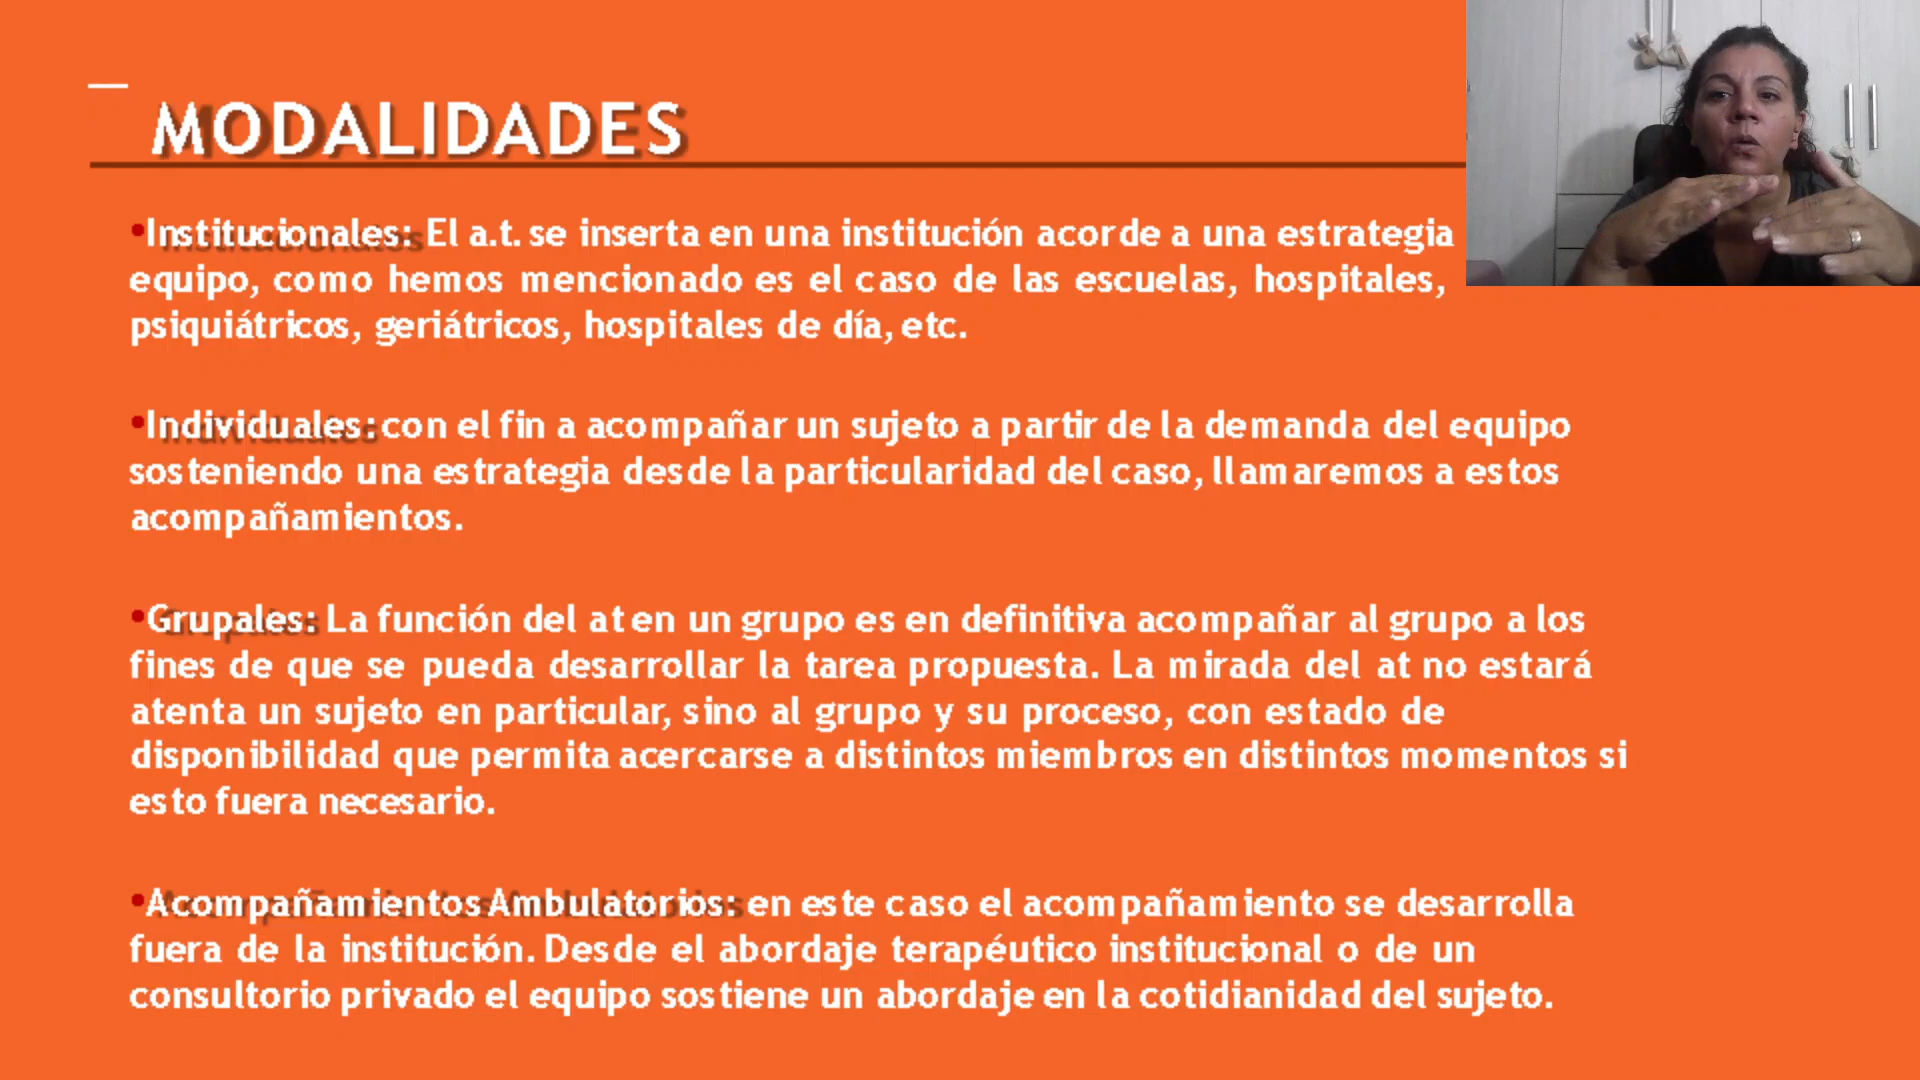 MODALIDADES
•Institucionales: El a.t. se inserta en una institución acorde a una estrategia
equipo, como hemos mencionado es el caso de las escuelas, hospitales,
psiquiátricos, geriátricos, hospitales de día, etc.
•Individuales: con el fin a acompañar un sujeto a partir de la demanda del equipo
sosteniendo una estrategia desde la particularidad del caso, llamaremos a estos
acompañamientos.
•Grupales: La función del at en un grupo es en definitiva acompañar al grupo a los
fines de que se pueda desarrollar la tarea propuesta. La mirada del at no estará
atenta un sujeto en particular, sino al grupo y su proceso, con estado de
disponibilidad que permita acercarse a distintos miembros en distintos momentos si
esto fuera necesario.
•Acompañamientos Ambulatorios: en este caso el acompañamiento se desarrolla
fuera de la institución. Desde el abordaje terapéutico institucional o de un
consultorio privado el equipo sostiene un abordaje en la cotidianidad del sujeto.